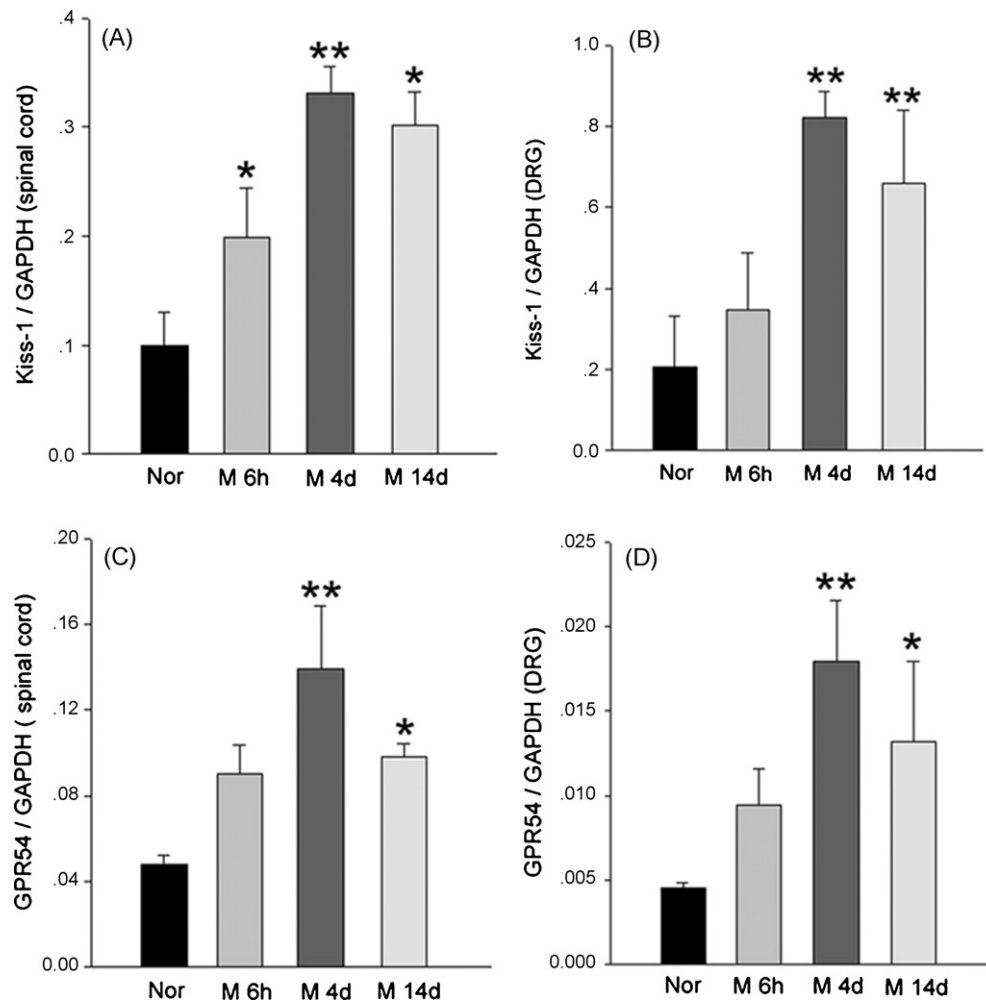 (A)
Kiss-1 / GAPDH (spinal cord)
.4
.3
.2
.1
0.0
*
**
*
Nor M 6h M 4d M 14d
(B)
Kiss-1 / GAPDH (DRG)
1.0
.8
.6
.4
.2
0.0
**
**
Nor M 6h M 4d M 14d
(C)
GPR54 / GAPDH ( spinal cord)
.20
.16
.12
.08
.04
0.00
**
*
Nor M 6h M 4d M 14d
(D)
GPR54 / GAPDH (DRG)
.025
.020
.015
.010
.005
.000
**
*
Nor M 6h M 4d M 14d